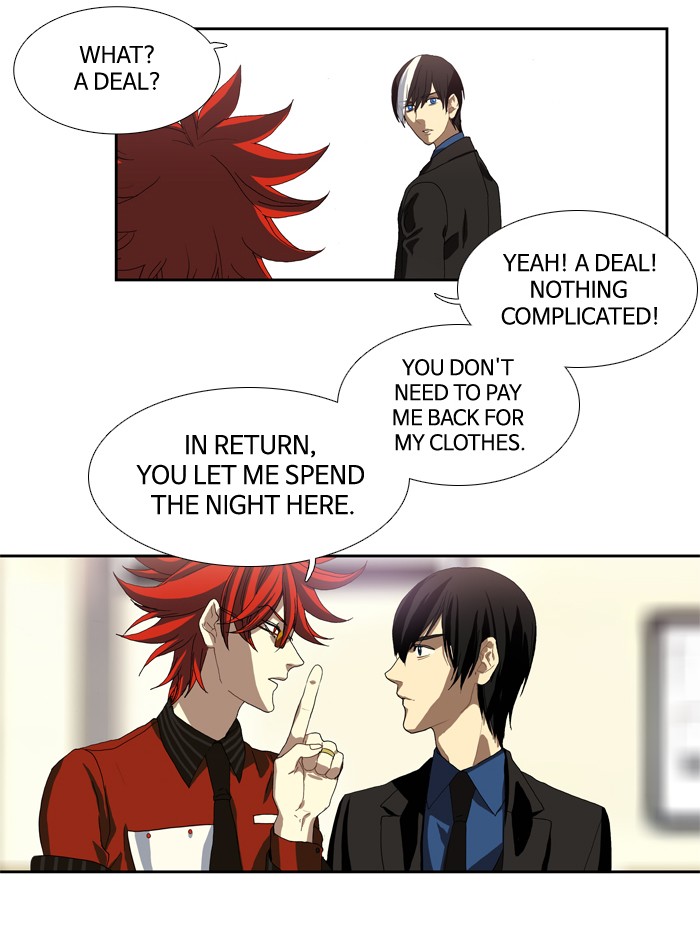 WHAT?
A DEAL?
YEAH! A DEAL!
NOTHING
COMPLICATED!
YOU DON'T
NEED TO PAY
ME BACK FOR
MY CLOTHES.
IN RETURN,
YOU LET ME SPEND
THE NIGHT HERE.